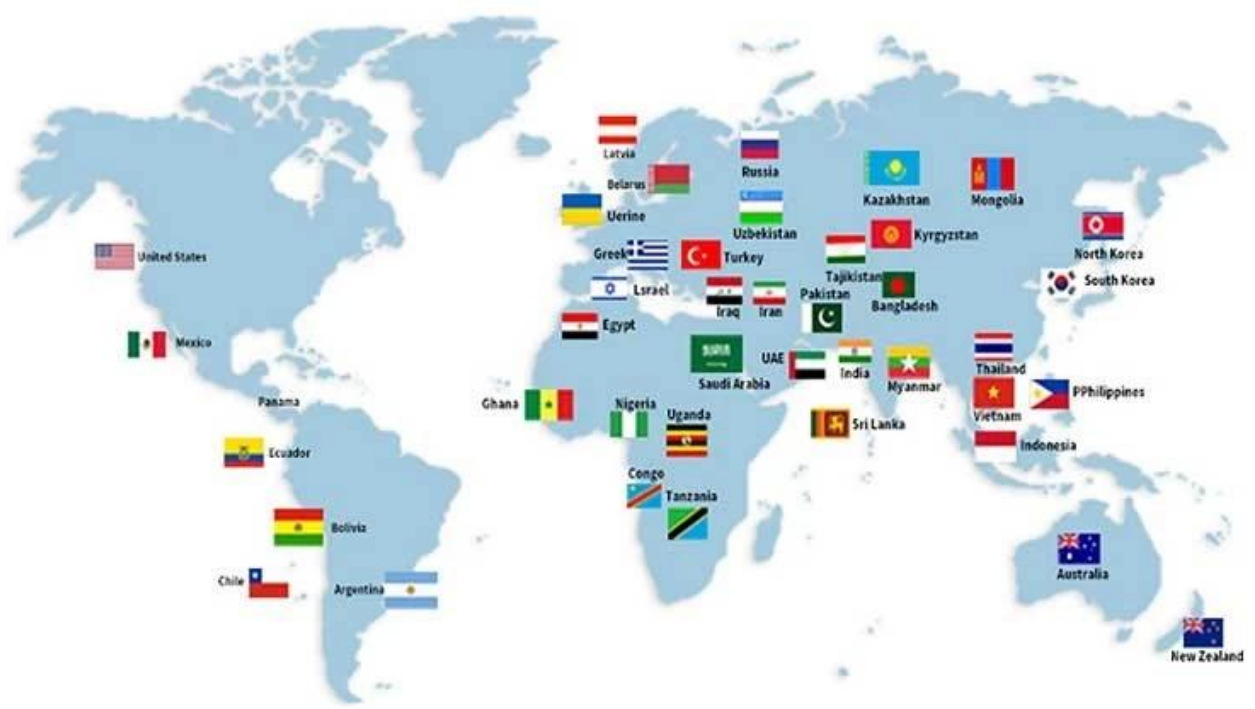 Latvia
Russia
Belarus
Kazakhstan
Mongolia
Uerine
Uzbekistan
Kyrgyzstan
North Korea
United States
Greek
Turkey
Tajikistan
South Korea
Lsrael
Pakistan
Bangladesh
Iraq
Iran
Egypt
Mexico
UAE
India
Myanmar
Thailand
Saudi Arabia
Panama
Ghana
Nigeria
Uganda
Vietnam
PPhilippines
Sri Lanka
Ecuador
Indonesia
Congo
Tanzania
Bolivia
Chile
Argentina
Australia
New Zealand